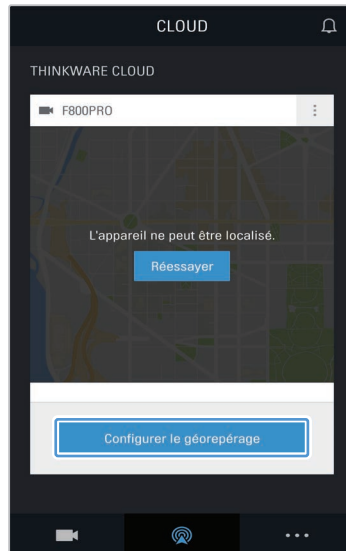 CLOUD
THINKWARE CLOUD
F800PRO
L'appareil ne peut être localisé.
Réessayer
Configurer le géorepérage